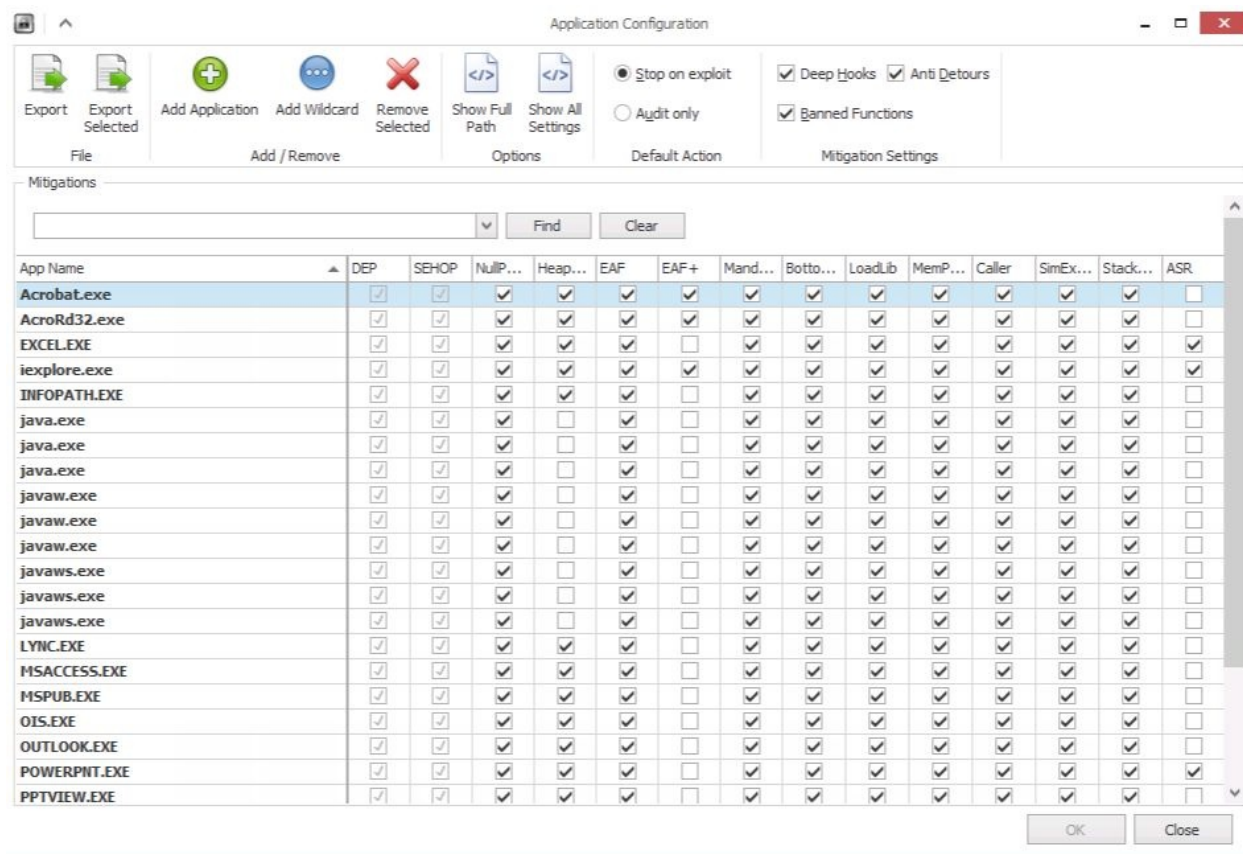 Application Configuration
Export
Export Selected
Add Application
Add Wildcard
Remove Selected
Show Full Path
Show All Settings
Stop on exploit
Audit only
Deep Hooks
Anti Detours
Banned Functions
File
Add / Remove
Options
Default Action
Mitigation Settings
Mitigations
Find
Clear
App Name DEP SEHOP NullP... Heap... EAF EAF+ Mand... Botto... LoadLib MemP... Caller SimEx... Stack... ASR
Acrobat.exe
AcroRd32.exe
EXCEL.EXE
iexplore.exe
INFOPATH.EXE
java.exe
java.exe
java.exe
javaw.exe
javaw.exe
javaw.exe
javaws.exe
javaws.exe
javaws.exe
LYNC.EXE
MSACCESS.EXE
MSPUB.EXE
OIS.EXE
OUTLOOK.EXE
POWERPNT.EXE
PPTVIEW.EXE
OK
Close